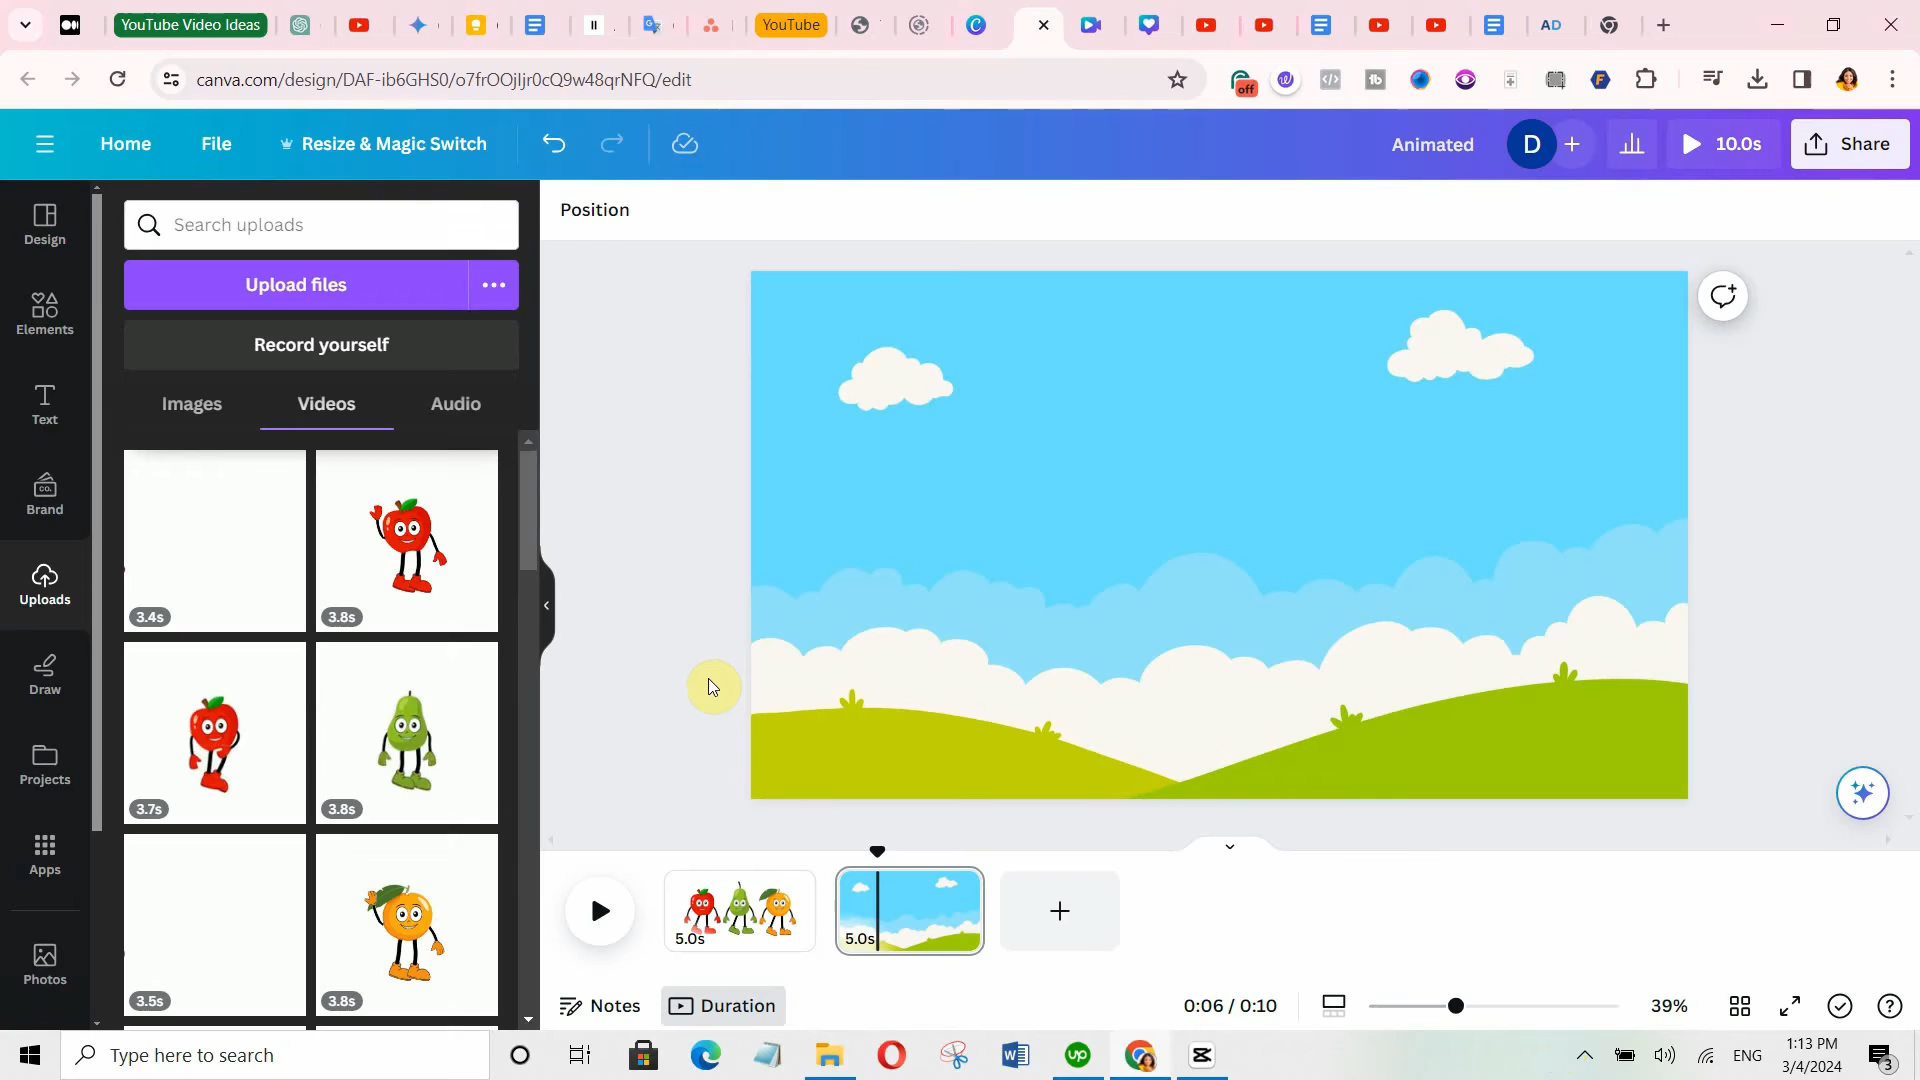 YouTube Video Ideas
YouTube
AD
canva.com/design/DAF-ib6GHS0/o7frOOjIjr0cQ9w48qrNFQ/edit
off
Home
File
Resize & Magic Switch
Animated
D
10.0s
Share
Design
Elements
Text
Brand
Uploads
Draw
Projects
Apps
Photos
Search uploads
Upload files
Record yourself
Images
Videos
Audio
3.4s
3.8s
3.7s
3.8s
3.5s
3.8s
Position
5.0s
5.0s
Notes
Duration
0:06 / 0:10
39%
Type here to search
ENG
1:13 PM
3/4/2024
3